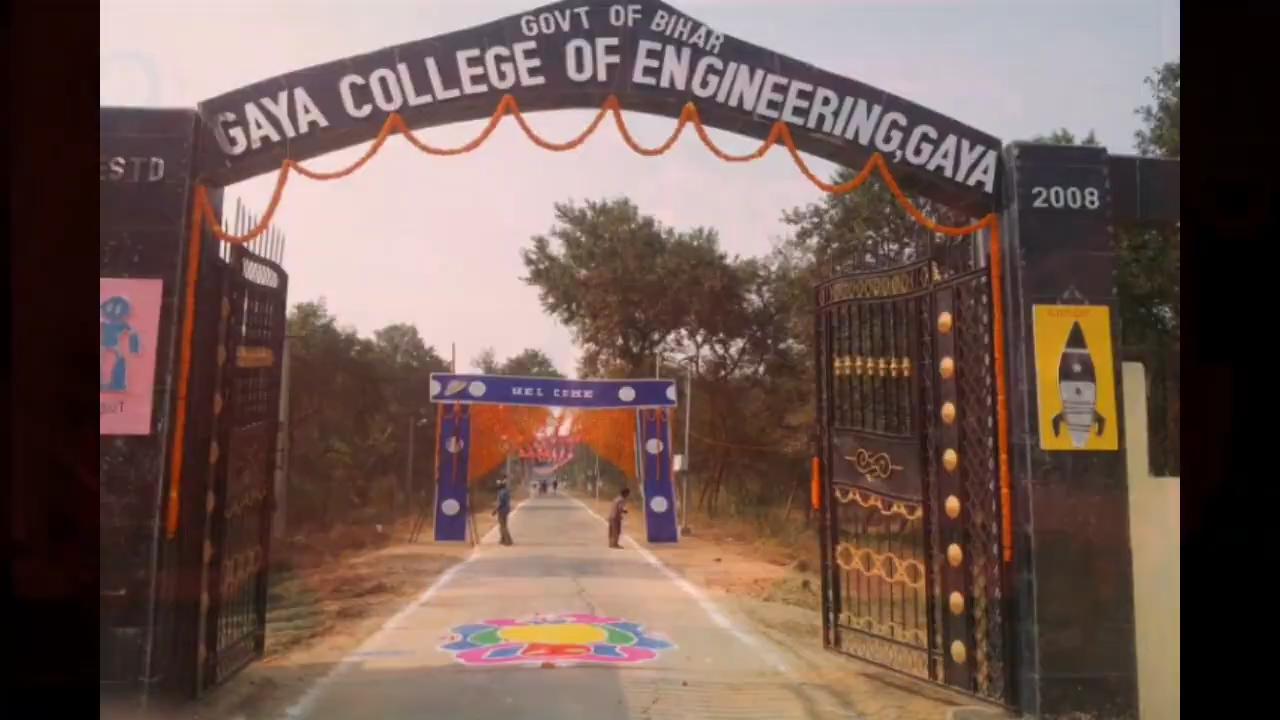 GOVT OF BIHAR
GAYA COLLEGE OF ENGINEERING,GAYA
ESTD
2008
WEL COME